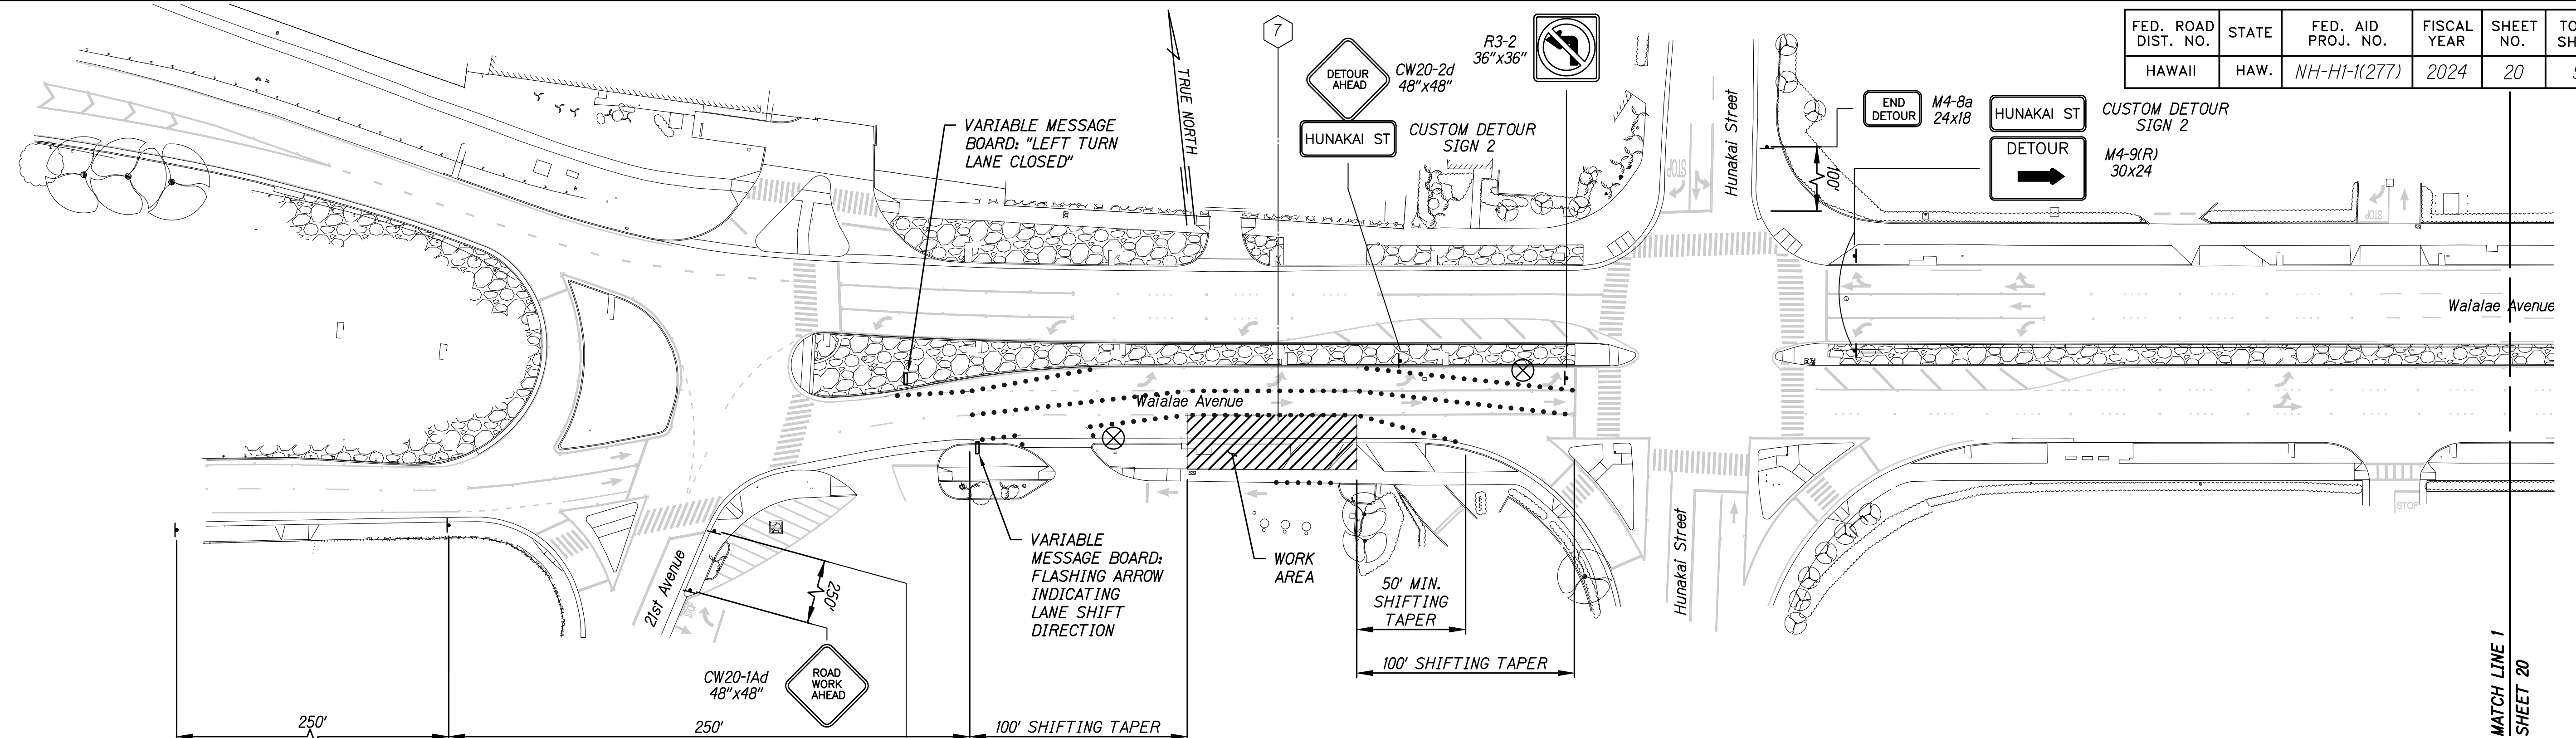 FED. ROAD DIST. NO.
STATE
FED. AID PROJ. NO.
FISCAL YEAR
SHEET NO.
HAWAII
HAW.
NH-H1-1(277)
2024
20
TRUE NORTH
7
VARIABLE MESSAGE
BOARD: "LEFT TURN
LANE CLOSED"
DETOUR
AHEAD
CW20-2d
48"x48"
HUNAKAI ST
CUSTOM DETOUR
SIGN 2
R3-2
36"x36"
STOP
Hunakai Street
100'
END
DETOUR
M4-8a
24x18
HUNAKAI ST
CUSTOM DETOUR
SIGN 2
DETOUR
M4-9(R)
30x24
STOP
Waialae Avenue
Waialae Avenue
21st Avenue
STOP
250'
CW20-1Ad
48"x48"
ROAD
WORK
AHEAD
VARIABLE
MESSAGE BOARD:
FLASHING ARROW
INDICATING
LANE SHIFT
DIRECTION
WORK
AREA
50' MIN.
SHIFTING
TAPER
100' SHIFTING TAPER
Hunakai Street
STOP
250'
250'
100' SHIFTING TAPER
MATCH LINE 1
SHEET 20